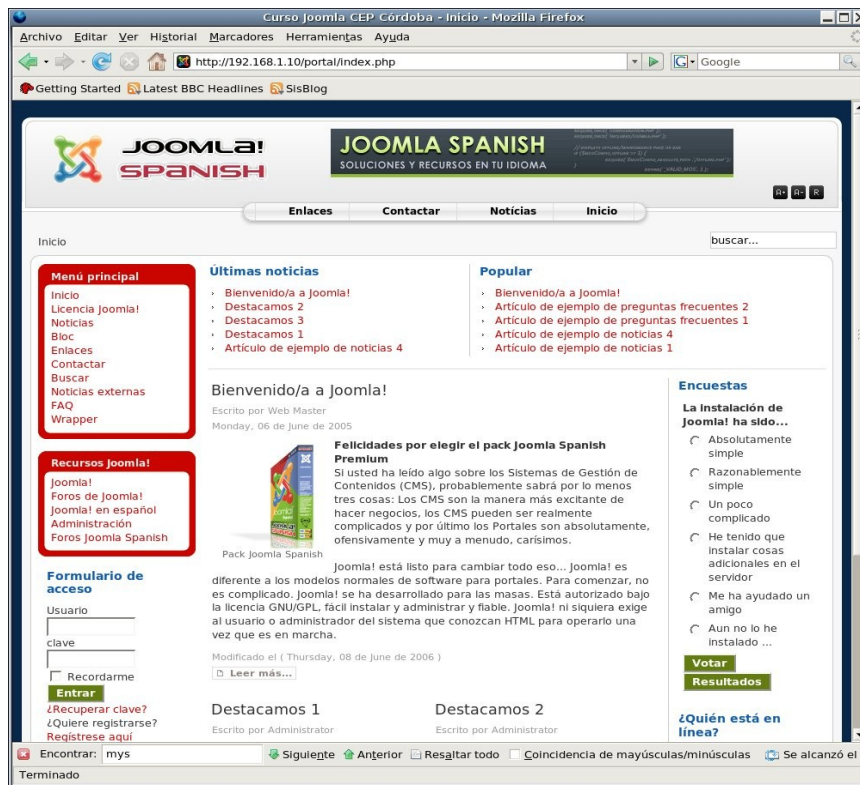 Curso Joomla CEP Córdoba - Inicio - Mozilla Firefox
Archivo Editar Ver Historial Marcadores Herramientas Ayuda
http://192.168.1.10/portal/index.php
Google
Getting Started Latest BBC Headlines SisBlog
JOOMLA!
SPANISH
JOOMLA SPANISH
SOLUCIONES Y RECURSOS EN TU IDIOMA
A+ A- R
Enlaces Contactar Notícias Inicio
Inicio
buscar...
Menú principal
Inicio
Licencia Joomla!
Noticias
Bloc
Enlaces
Contactar
Buscar
Noticias externas
FAQ
Wrapper
Recursos Joomla!
Joomla!
Foros de Joomla!
Joomla! en español
Administración
Foros Joomla Spanish
Formulario de
acceso
Usuario
clave
Recordarme
Entrar
¿Recuperar clave?
¿Quiere registrarse?
Regístrese aquí
Últimas noticias
Bienvenido/a a Joomla!
Destacamos 2
Destacamos 3
Destacamos 1
Artículo de ejemplo de noticias 4
Popular
Bienvenido/a a Joomla!
Artículo de ejemplo de preguntas frecuentes 2
Artículo de ejemplo de preguntas frecuentes 1
Artículo de ejemplo de noticias 4
Artículo de ejemplo de noticias 1
Bienvenido/a a Joomla!
Escrito por Web Master
Monday, 06 de June de 2005
Felicidades por elegir el pack Joomla Spanish
Premium
Si usted ha leído algo sobre los Sistemas de Gestión de
Contenidos (CMS), probablemente sabrá por lo menos
tres cosas: Los CMS son la manera más excitante de
hacer negocios, los CMS pueden ser realmente
complicados y por último los Portales son absolutamente,
ofensivamente y muy a menudo, carísimos.
Pack Joomla Spanish
Joomla! está listo para cambiar todo eso... Joomla! es
diferente a los modelos normales de software para portales. Para comenzar, no
es complicado. Joomla! se ha desarrollado para las masas. Está autorizado bajo
la licencia GNU/GPL, fácil instalar y administrar y fiable. Joomla! ni siquiera exige
al usuario o administrador del sistema que conozcan HTML para operarlo una
vez que es en marcha.
Modificado el ( Thursday, 08 de June de 2006 )
Leer más...
Destacamos 1
Escrito por Administrator
Destacamos 2
Escrito por Administrator
Encuestas
La instalación de
Joomla! ha sido...
Absolutamente
simple
Razonablemente
simple
Un poco
complicado
He tenido que
instalar cosas
adicionales en el
servidor
Me ha ayudado un
amigo
Aun no lo he
instalado ...
Votar
Resultados
¿Quién está en
línea?
Encontrar: mys
Siguiente Anterior Resaltar todo Coincidencia de mayúsculas/minúsculas Se alcanzó el
Terminado